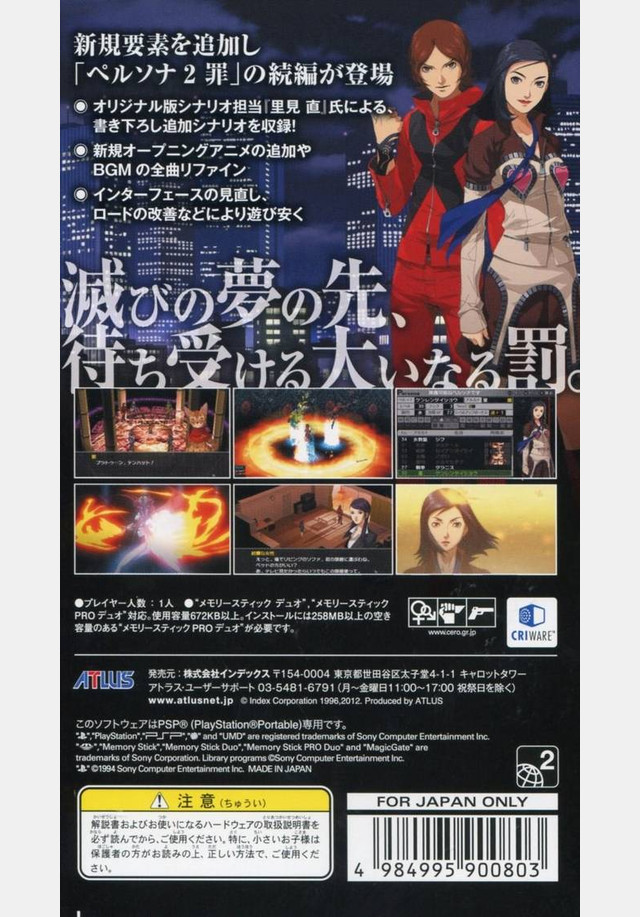 新規要素を追加し
「ペルソナ2 罪」の続編が登場
◉ オリジナル版シナリオ担当『里見 直』氏による、
書き下ろし追加シナリオを収録!
◉ 新規オープニングアニメの追加や
BGMの全曲リファイン
◉ インターフェースの見直し、
ロードの改善などにより遊び安く
滅びの夢の先、
待ち受ける大いなる罰。
●プレイヤー人数：1人 ●“メモリースティック デュオ”,“メモリースティック
PRO デュオ”対応。使用容量672KB以上。インストールには258MB以上の空き
容量のある“メモリースティック PRO デュオ”が必要です。
www.cero.gr.jp
CRIWARE
ATLUS
発売元：株式会社インデックス 〒154-0004 東京都世田谷区太子堂4-1-1 キャロットタワー
アトラス・ユーザーサポート 03-5481-6791 (月〜金曜日11:00〜17:00 祝祭日を除く)
www.atlusnet.jp/ © Index Corporation 1996,2012. Produced by ATLUS
このソフトウェアはPSP® (PlayStation®Portable)専用です。
"PlayStation","PSP" and "UMD" are registered trademarks of Sony Computer Entertainment Inc.
"Memory Stick","Memory Stick Duo","Memory Stick PRO Duo" and "MagicGate" are
trademarks of Sony Corporation. Library programs ©Sony Computer Entertainment Inc.
©1994 Sony Computer Entertainment Inc. MADE IN JAPAN
2
注意(ちゅうい)
解説書およびお使いになるハードウェアの取扱説明書を
必ず読んでから、ご使用ください。特に、小さいお子様は
保護者の方がお読みの上、正しい方法で、ご使用ください。
FOR JAPAN ONLY
4 984995 900803